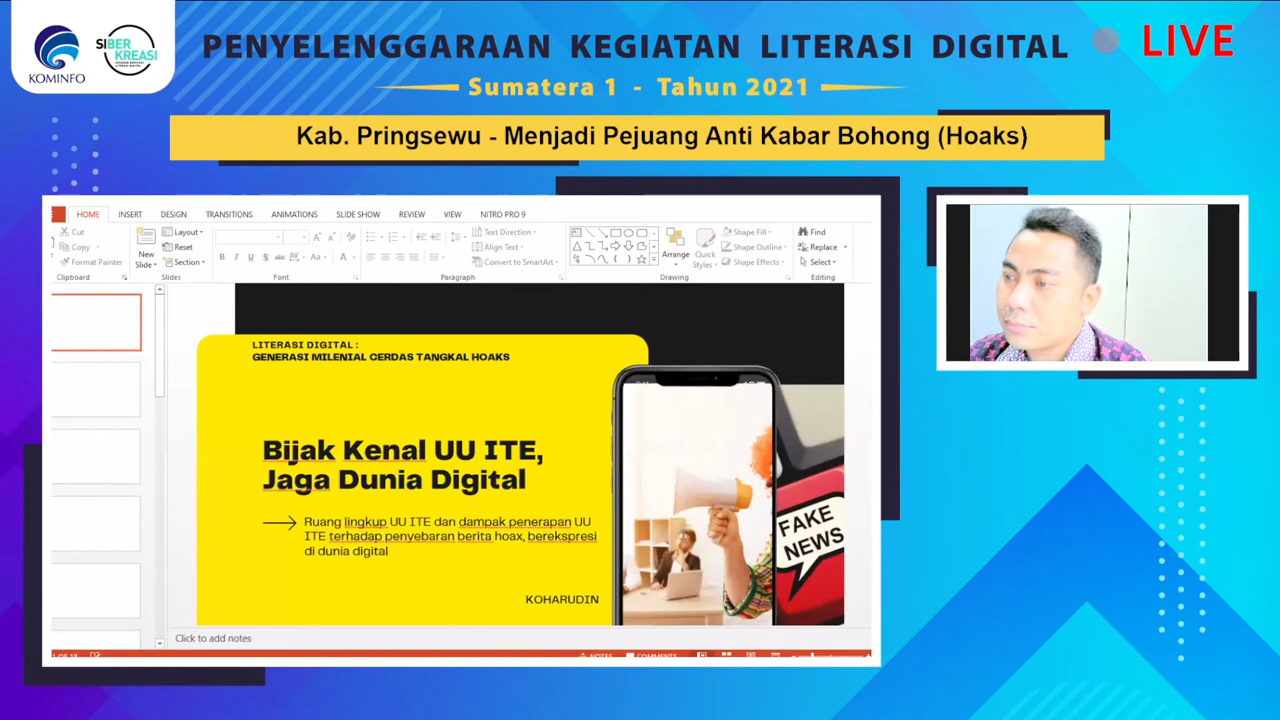 KOMINFO
SIBER
KREASI
PENYELENGGARAAN KEGIATAN LITERASI DIGITAL
LIVE
Sumatera 1 - Tahun 2021
Kab. Pringsewu - Menjadi Pejuang Anti Kabar Bohong (Hoaks)
HOME INSERT DESIGN TRANSITIONS ANIMATIONS SLIDE SHOW REVIEW VIEW NITRO PRO 9
Cut
Copy
Format Painter
Clipboard
New
Slide
Layout
Reset
Section
Slides
Font
Text Direction
Align Text
Convert to SmartArt
Paragraph
Arrange
Quick
Styles
Shape Fill
Shape Outline
Shape Effects
Drawing
Find
Replace
Select
Editing
LITERASI DIGITAL :
GENERASI MILENIAL CERDAS TANGKAL HOAKS
Bijak Kenal UU ITE,
Jaga Dunia Digital
Ruang lingkup UU ITE dan dampak penerapan UU
ITE terhadap penyebaran berita hoax, berekspresi
di dunia digital
KOHARUDIN
FAKE
NEWS
Click to add notes
NOTES COMMENTS